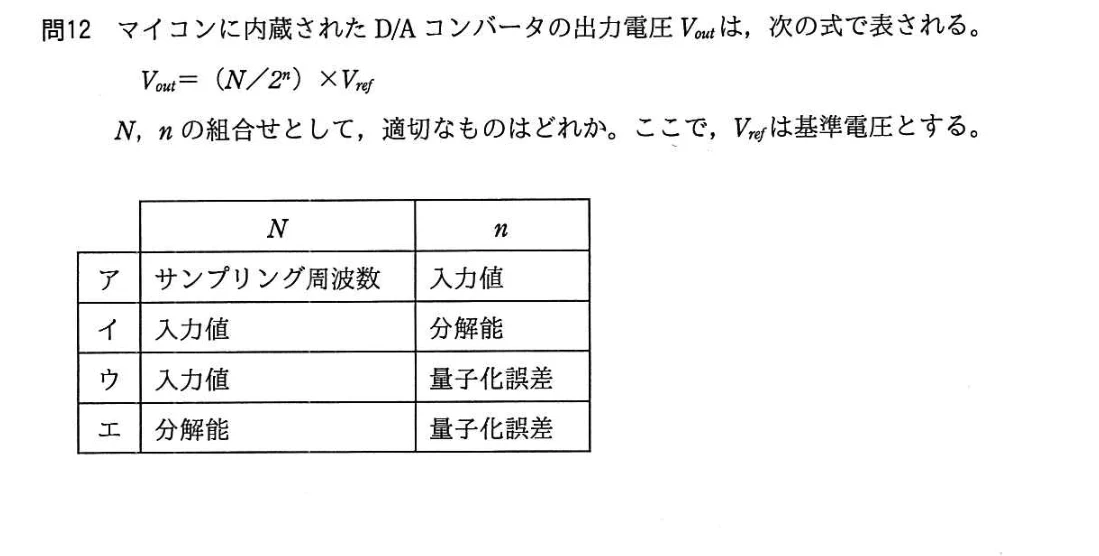 問12 マイコンに内蔵された D/A コンバータの出力電圧 Voutは，次の式で表される。
Vout＝（N／2ⁿ）×Vref
N，n の組合せとして，適切なものはどれか。ここで，Vrefは基準電圧とする。
N n
ア サンプリング周波数 入力値
イ 入力値 分解能
ウ 入力値 量子化誤差
エ 分解能 量子化誤差